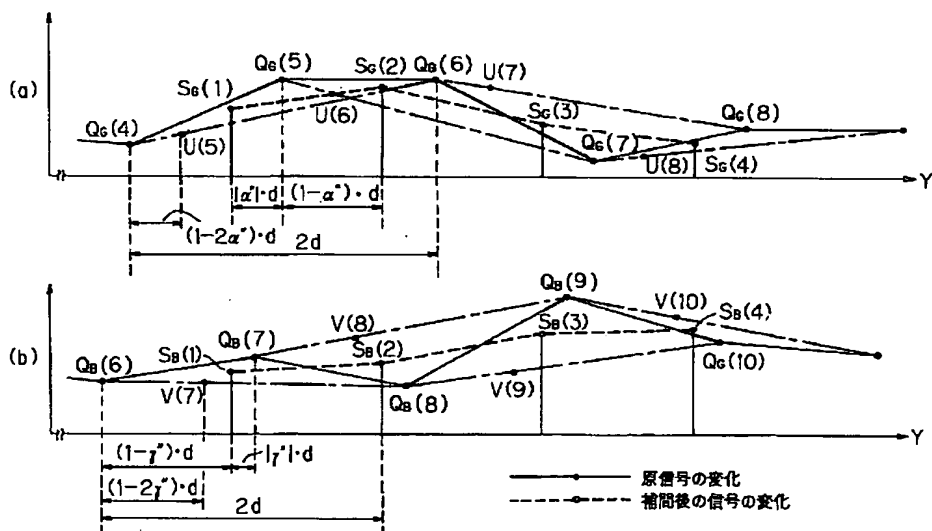 (a)
QG(4)
U(5)
SG(1)
QG(5)
U(6)
SG(2)
QG(6)
U(7)
SG(3)
QG(7)
U(8)
QG(8)
SG(4)
Y
|α″|·d
(1-α″)·d
(1-2α″)·d
2d
(b)
QB(6)
V(7)
SB(1)
QB(7)
V(8)
SB(2)
QB(8)
V(9)
QB(9)
SB(3)
V(10)
SB(4)
QG(10)
Y
(1-γ″)·d
|γ″|·d
(1-2γ″)·d
2d
原信号の変化
補間後の信号の変化